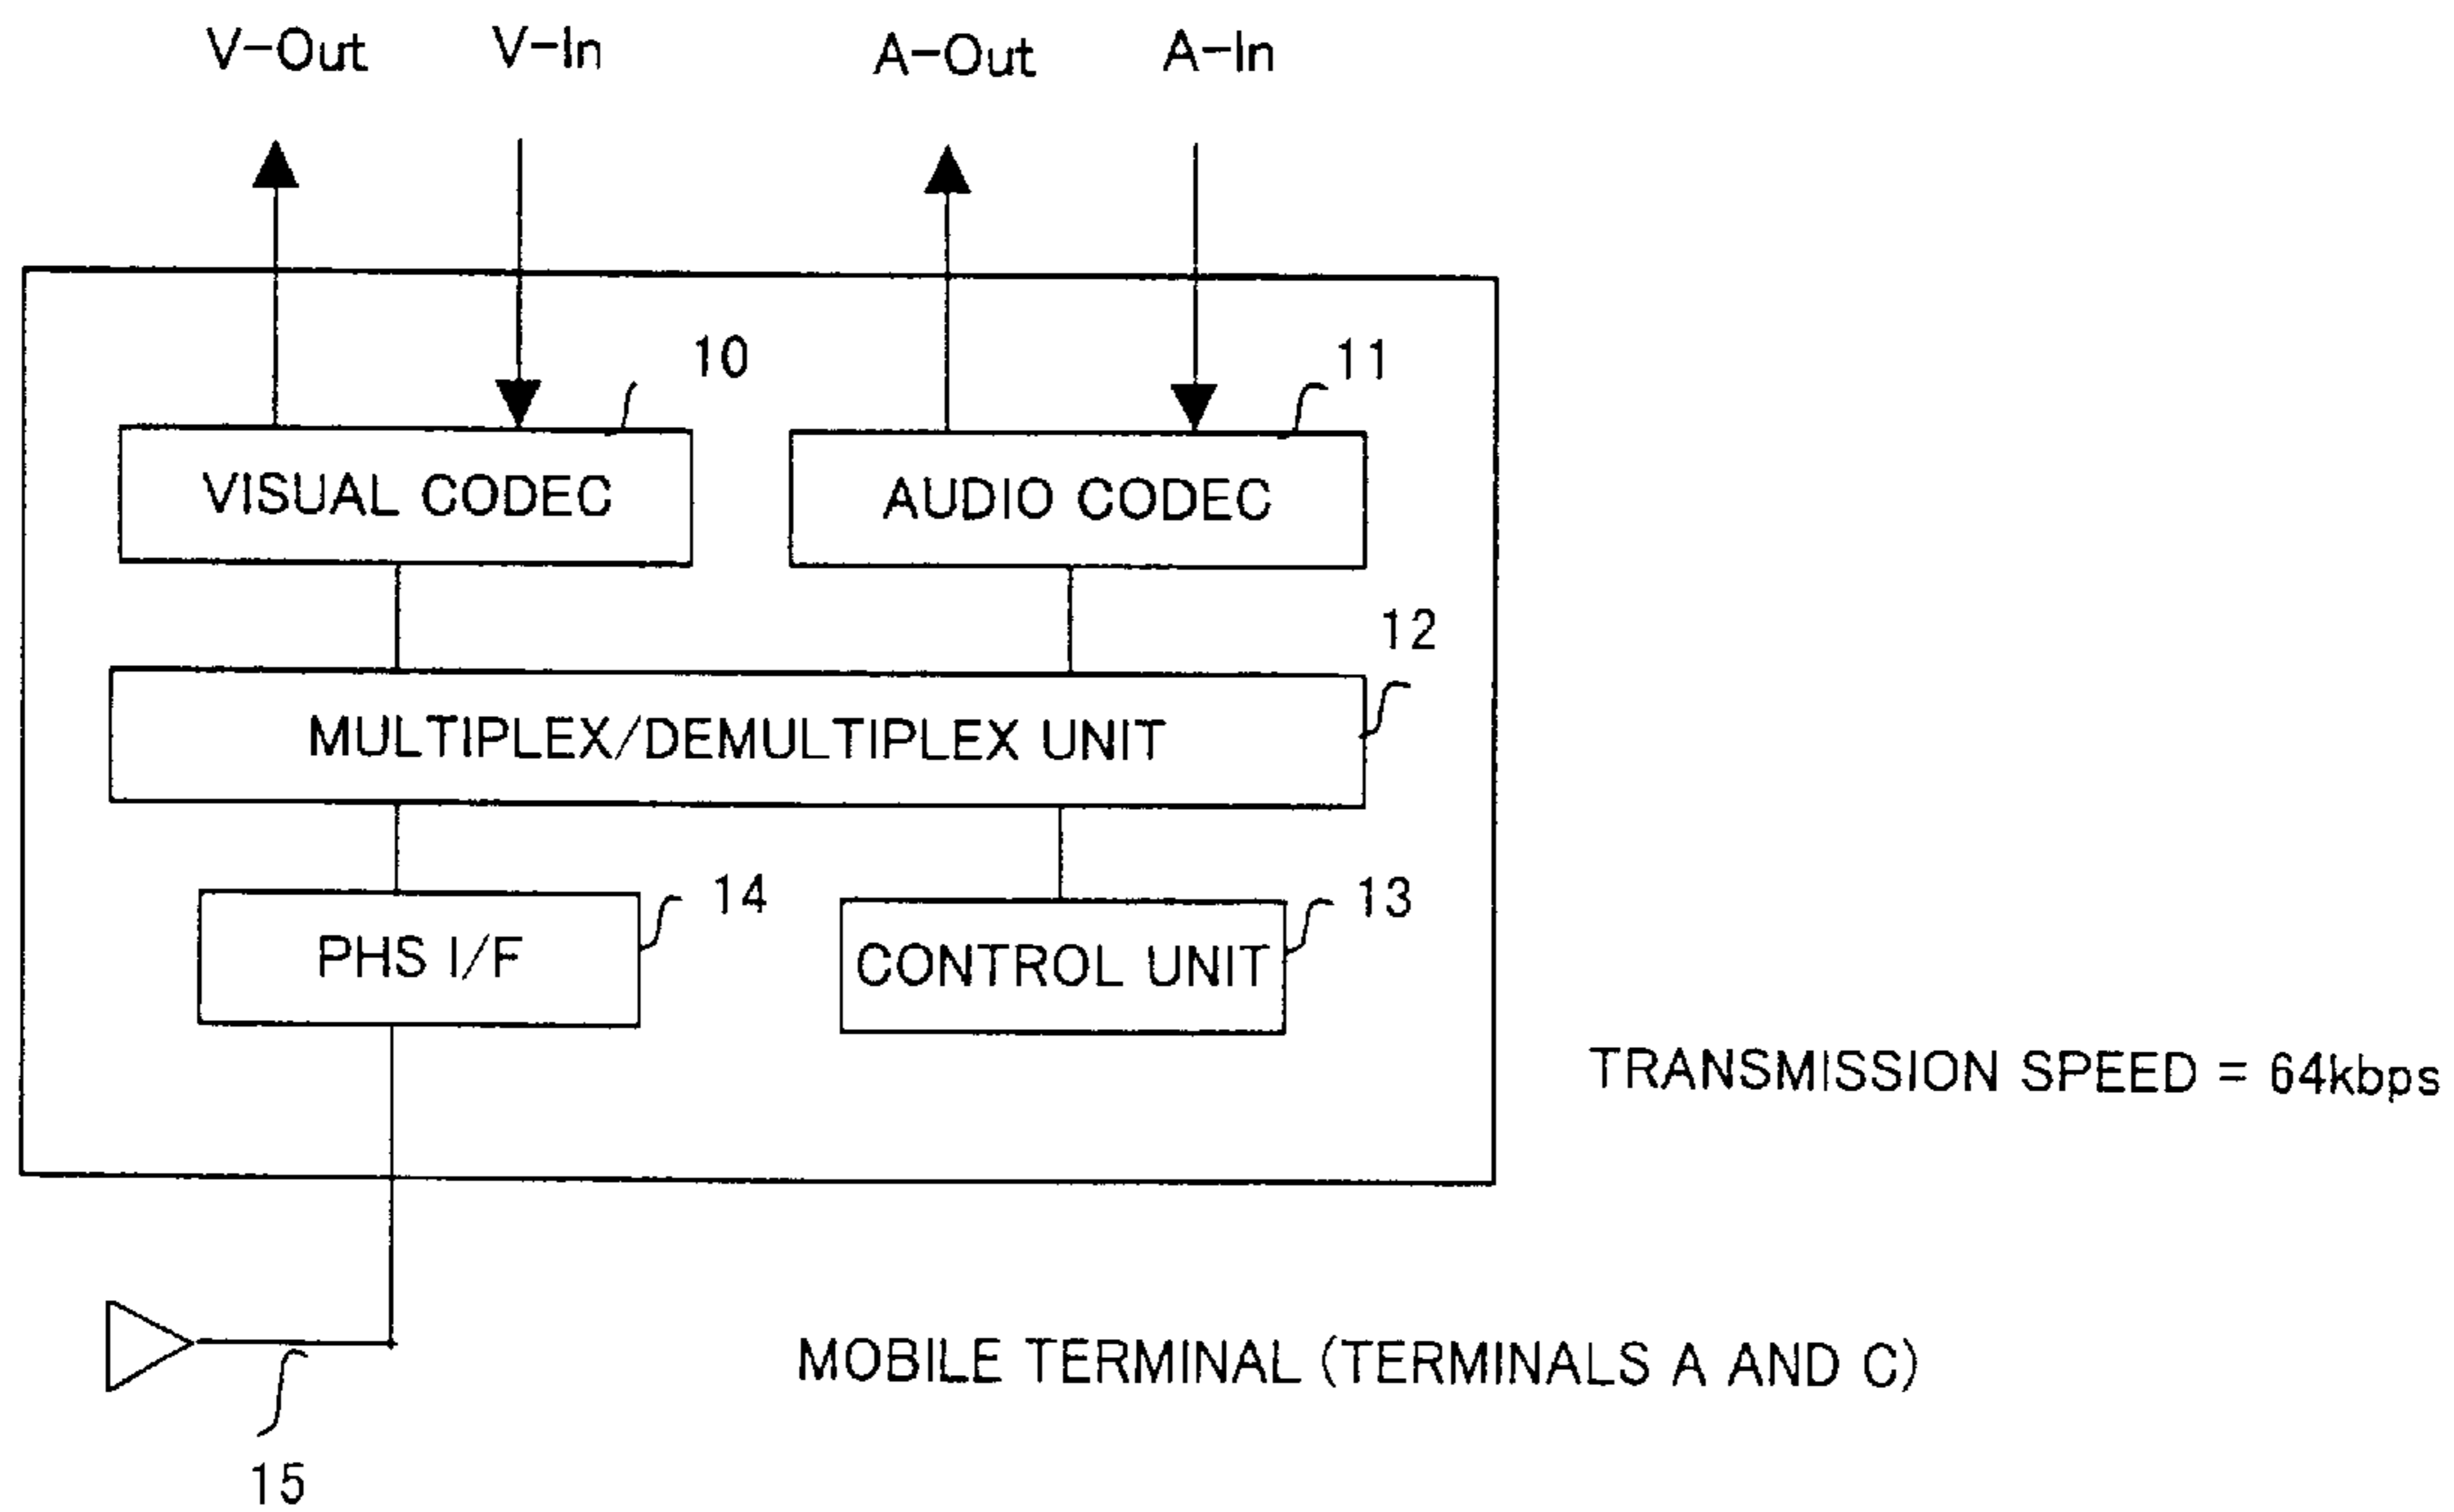 V-Out V-In A-Out A-In
10
11
VISUAL CODEC
AUDIO CODEC
12
MULTIPLEX/DEMULTIPLEX UNIT
14
13
PHS I/F
CONTROL UNIT
TRANSMISSION SPEED = 64kbps
MOBILE TERMINAL (TERMINALS A AND C)
15